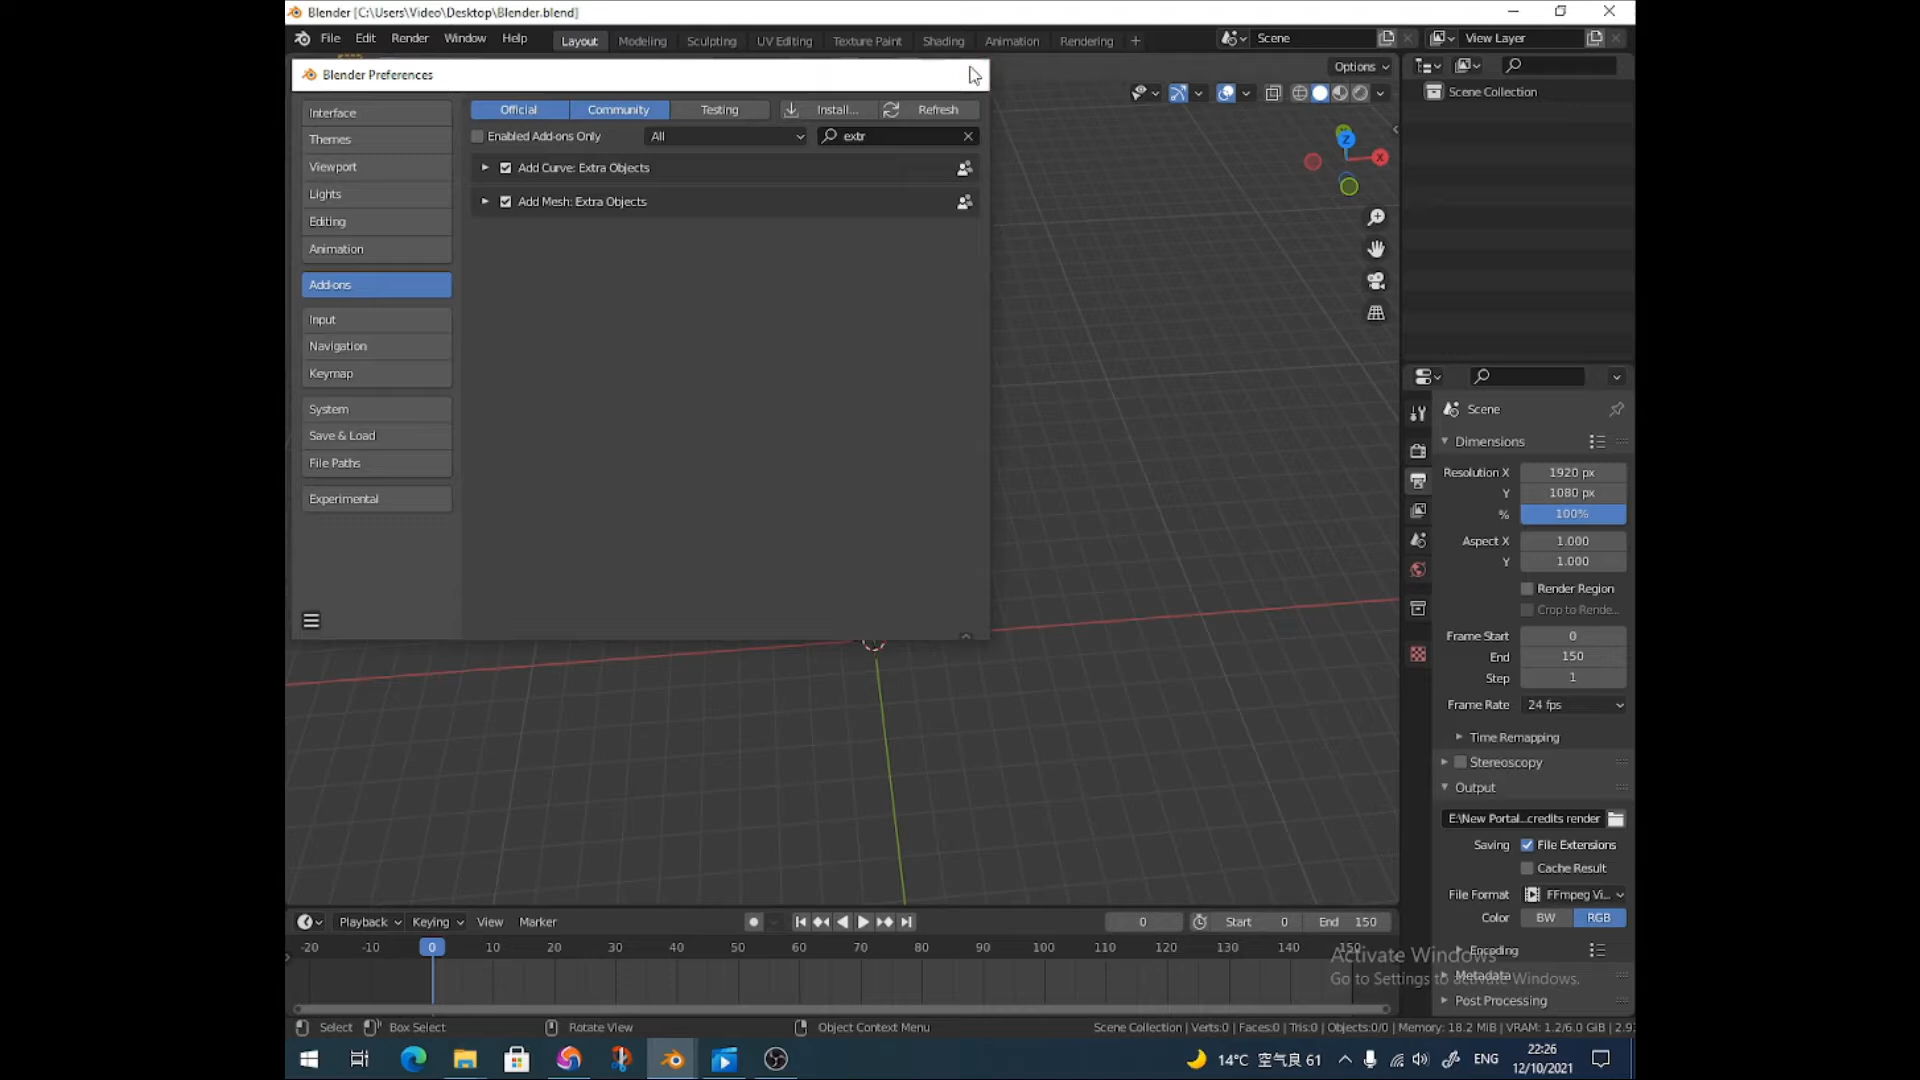 Blender [C:\Users\Video\Desktop\Blender.blend]
File Edit Render Window Help Layout Modeling Sculpting UV Editing Texture Paint Shading Animation Rendering + Scene View Layer
Blender Preferences
Options
Scene Collection
Interface
Themes
Viewport
Lights
Editing
Animation
Add-ons
Input
Navigation
Keymap
System
Save & Load
File Paths
Experimental
Official Community Testing Install... Refresh
Enabled Add-ons Only All extr
Add Curve: Extra Objects
Add Mesh: Extra Objects
Z
X
Scene
Dimensions
Resolution X 1920 px
Y 1080 px
% 100%
Aspect X 1.000
Y 1.000
Render Region
Crop to Rende...
Frame Start 0
End 150
Step 1
Frame Rate 24 fps
Time Remapping
Stereoscopy
Output
E:\New Portal...credits render
Saving File Extensions
Cache Result
File Format FFmpeg Vi...
Color BW RGB
Encoding
Metadata
Post Processing
Playback Keying View Marker 0 Start 0 End 150
-20 -10 0 10 20 30 40 50 60 70 80 90 100 110 120 130 140 150
Activate Windows
Go to Settings to activate Windows.
Select Box Select Rotate View Object Context Menu Scene Collection | Verts:0 | Faces:0 | Tris:0 | Objects:0/0 | Memory: 18.2 MiB | VRAM: 1.2/6.0 GiB | 2.9
14°C 空气良 61 ENG 22:26
12/10/2021